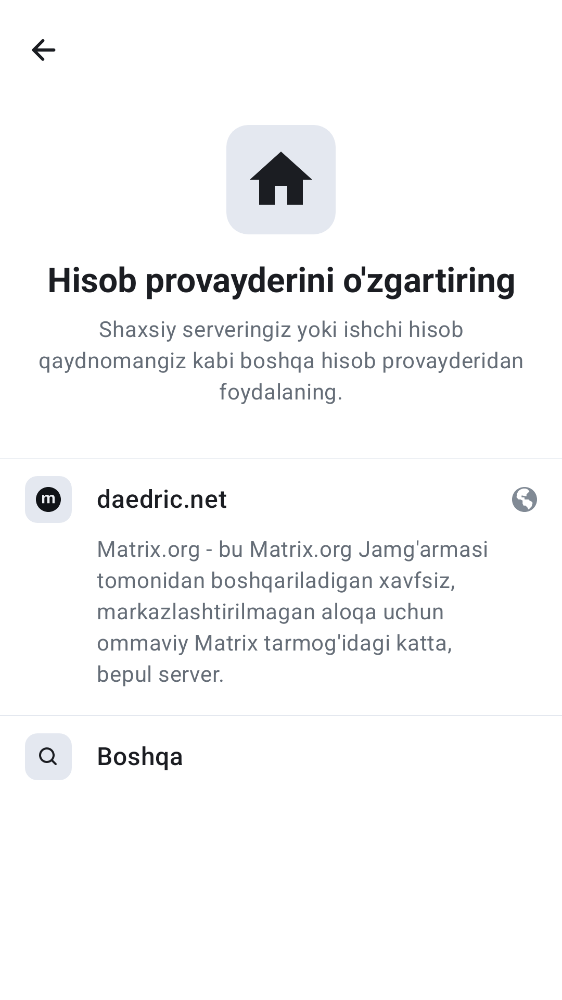 Hisob provayderini o'zgartiring
Shaxsiy serveringiz yoki ishchi hisob
qaydnomangiz kabi boshqa hisob provayderidan
foydalaning.
m
daedric.net
Matrix.org - bu Matrix.org Jamg'armasi
tomonidan boshqariladigan xavfsiz,
markazlashtirilmagan aloqa uchun
ommaviy Matrix tarmog'idagi katta,
bepul server.
Boshqa